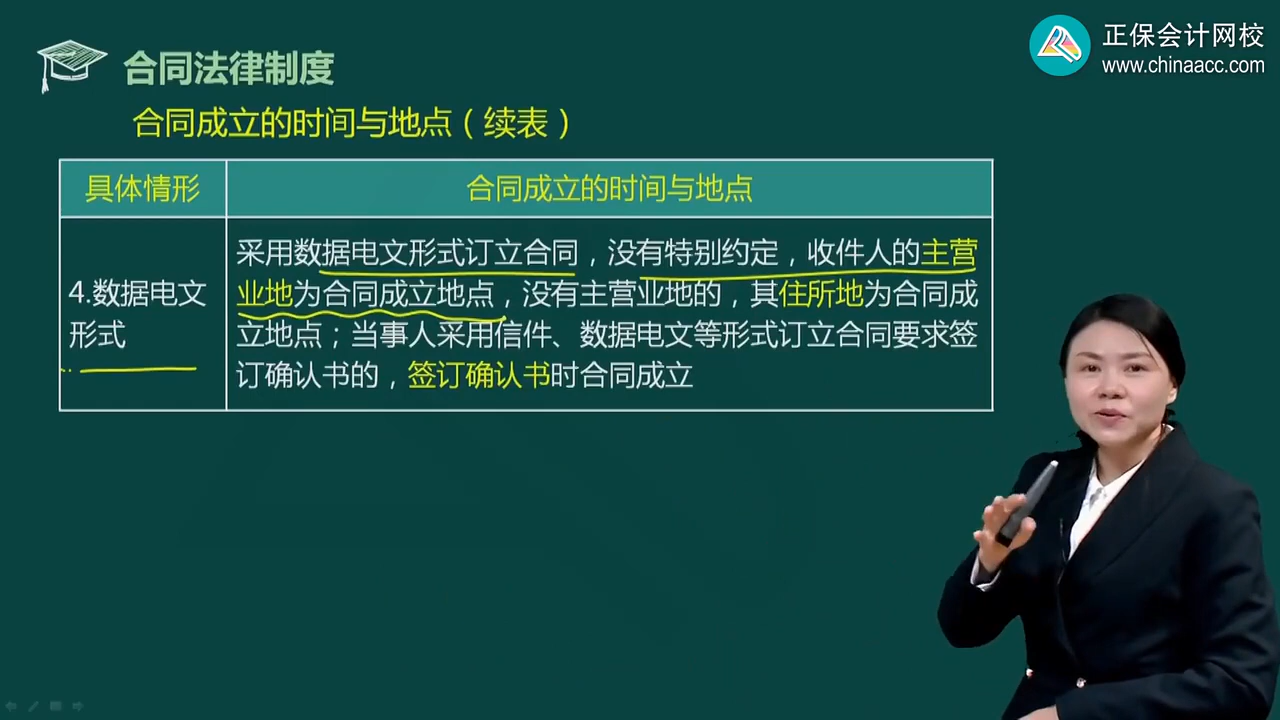 正保会计网校
www.chinaacc.com
合同法律制度
合同成立的时间与地点（续表）
具体情形
合同成立的时间与地点
4.数据电文
形式
采用数据电文形式订立合同，没有特别约定，收件人的主营
业地为合同成立地点，没有主营业地的，其住所地为合同成
立地点；当事人采用信件、数据电文等形式订立合同要求签
订确认书的，签订确认书时合同成立